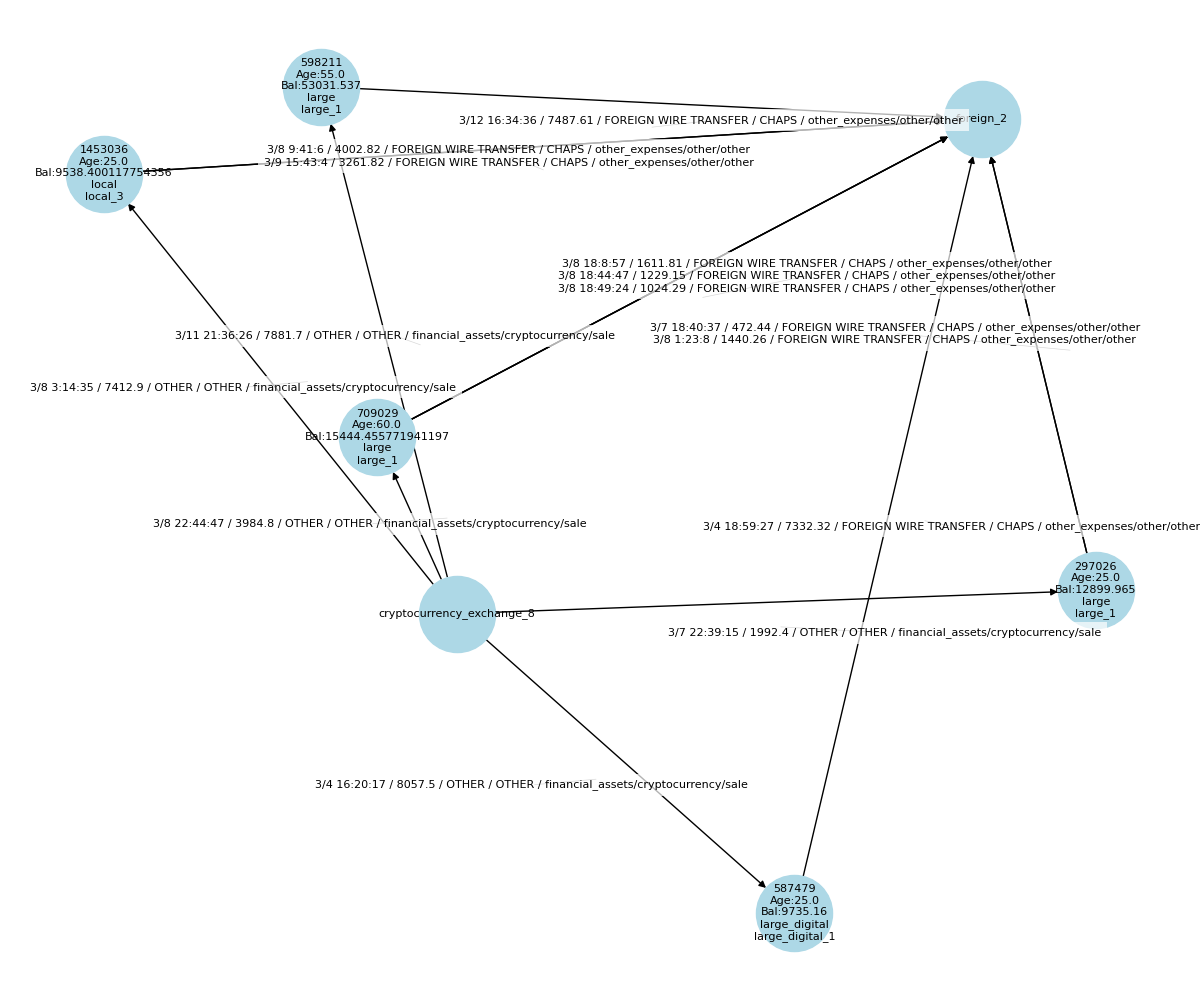 598211
Age:55.0
Bal:53031.537
large
large_1
foreign_2
3/12 16:34:36 / 7487.61 / FOREIGN WIRE TRANSFER / CHAPS / other_expenses/other/other
1453036
Age:25.0
Bal:9538.400117754356
local
local_3
3/8 9:41:6 / 4002.82 / FOREIGN WIRE TRANSFER / CHAPS / other_expenses/other/other
3/9 15:43:4 / 3261.82 / FOREIGN WIRE TRANSFER / CHAPS / other_expenses/other/other
3/8 18:8:57 / 1611.81 / FOREIGN WIRE TRANSFER / CHAPS / other_expenses/other/other
3/8 18:44:47 / 1229.15 / FOREIGN WIRE TRANSFER / CHAPS / other_expenses/other/other
3/8 18:49:24 / 1024.29 / FOREIGN WIRE TRANSFER / CHAPS / other_expenses/other/other
3/7 18:40:37 / 472.44 / FOREIGN WIRE TRANSFER / CHAPS / other_expenses/other/other
3/8 1:23:8 / 1440.26 / FOREIGN WIRE TRANSFER / CHAPS / other_expenses/other/other
3/11 21:36:26 / 7881.7 / OTHER / OTHER / financial_assets/cryptocurrency/sale
3/8 3:14:35 / 7412.9 / OTHER / OTHER / financial_assets/cryptocurrency/sale
709029
Age:60.0
Bal:15444.455771941197
large
large_1
3/8 22:44:47 / 3984.8 / OTHER / OTHER / financial_assets/cryptocurrency/sale
3/4 18:59:27 / 7332.32 / FOREIGN WIRE TRANSFER / CHAPS / other_expenses/other/other
297026
Age:25.0
Bal:12899.965
large
large_1
cryptocurrency_exchange_8
3/7 22:39:15 / 1992.4 / OTHER / OTHER / financial_assets/cryptocurrency/sale
3/4 16:20:17 / 8057.5 / OTHER / OTHER / financial_assets/cryptocurrency/sale
587479
Age:25.0
Bal:9735.16
large_digital
large_digital_1